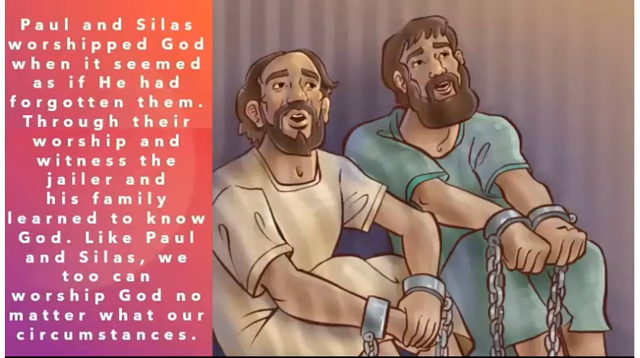 Paul and Silas
worshipped God
when it seemed
as if He had
forgotten them.
Through their
worship and
witness the
jailer and
his family
learned to know
God. Like Paul
and Silas, we
too can
worship God no
matter what our
circumstances.